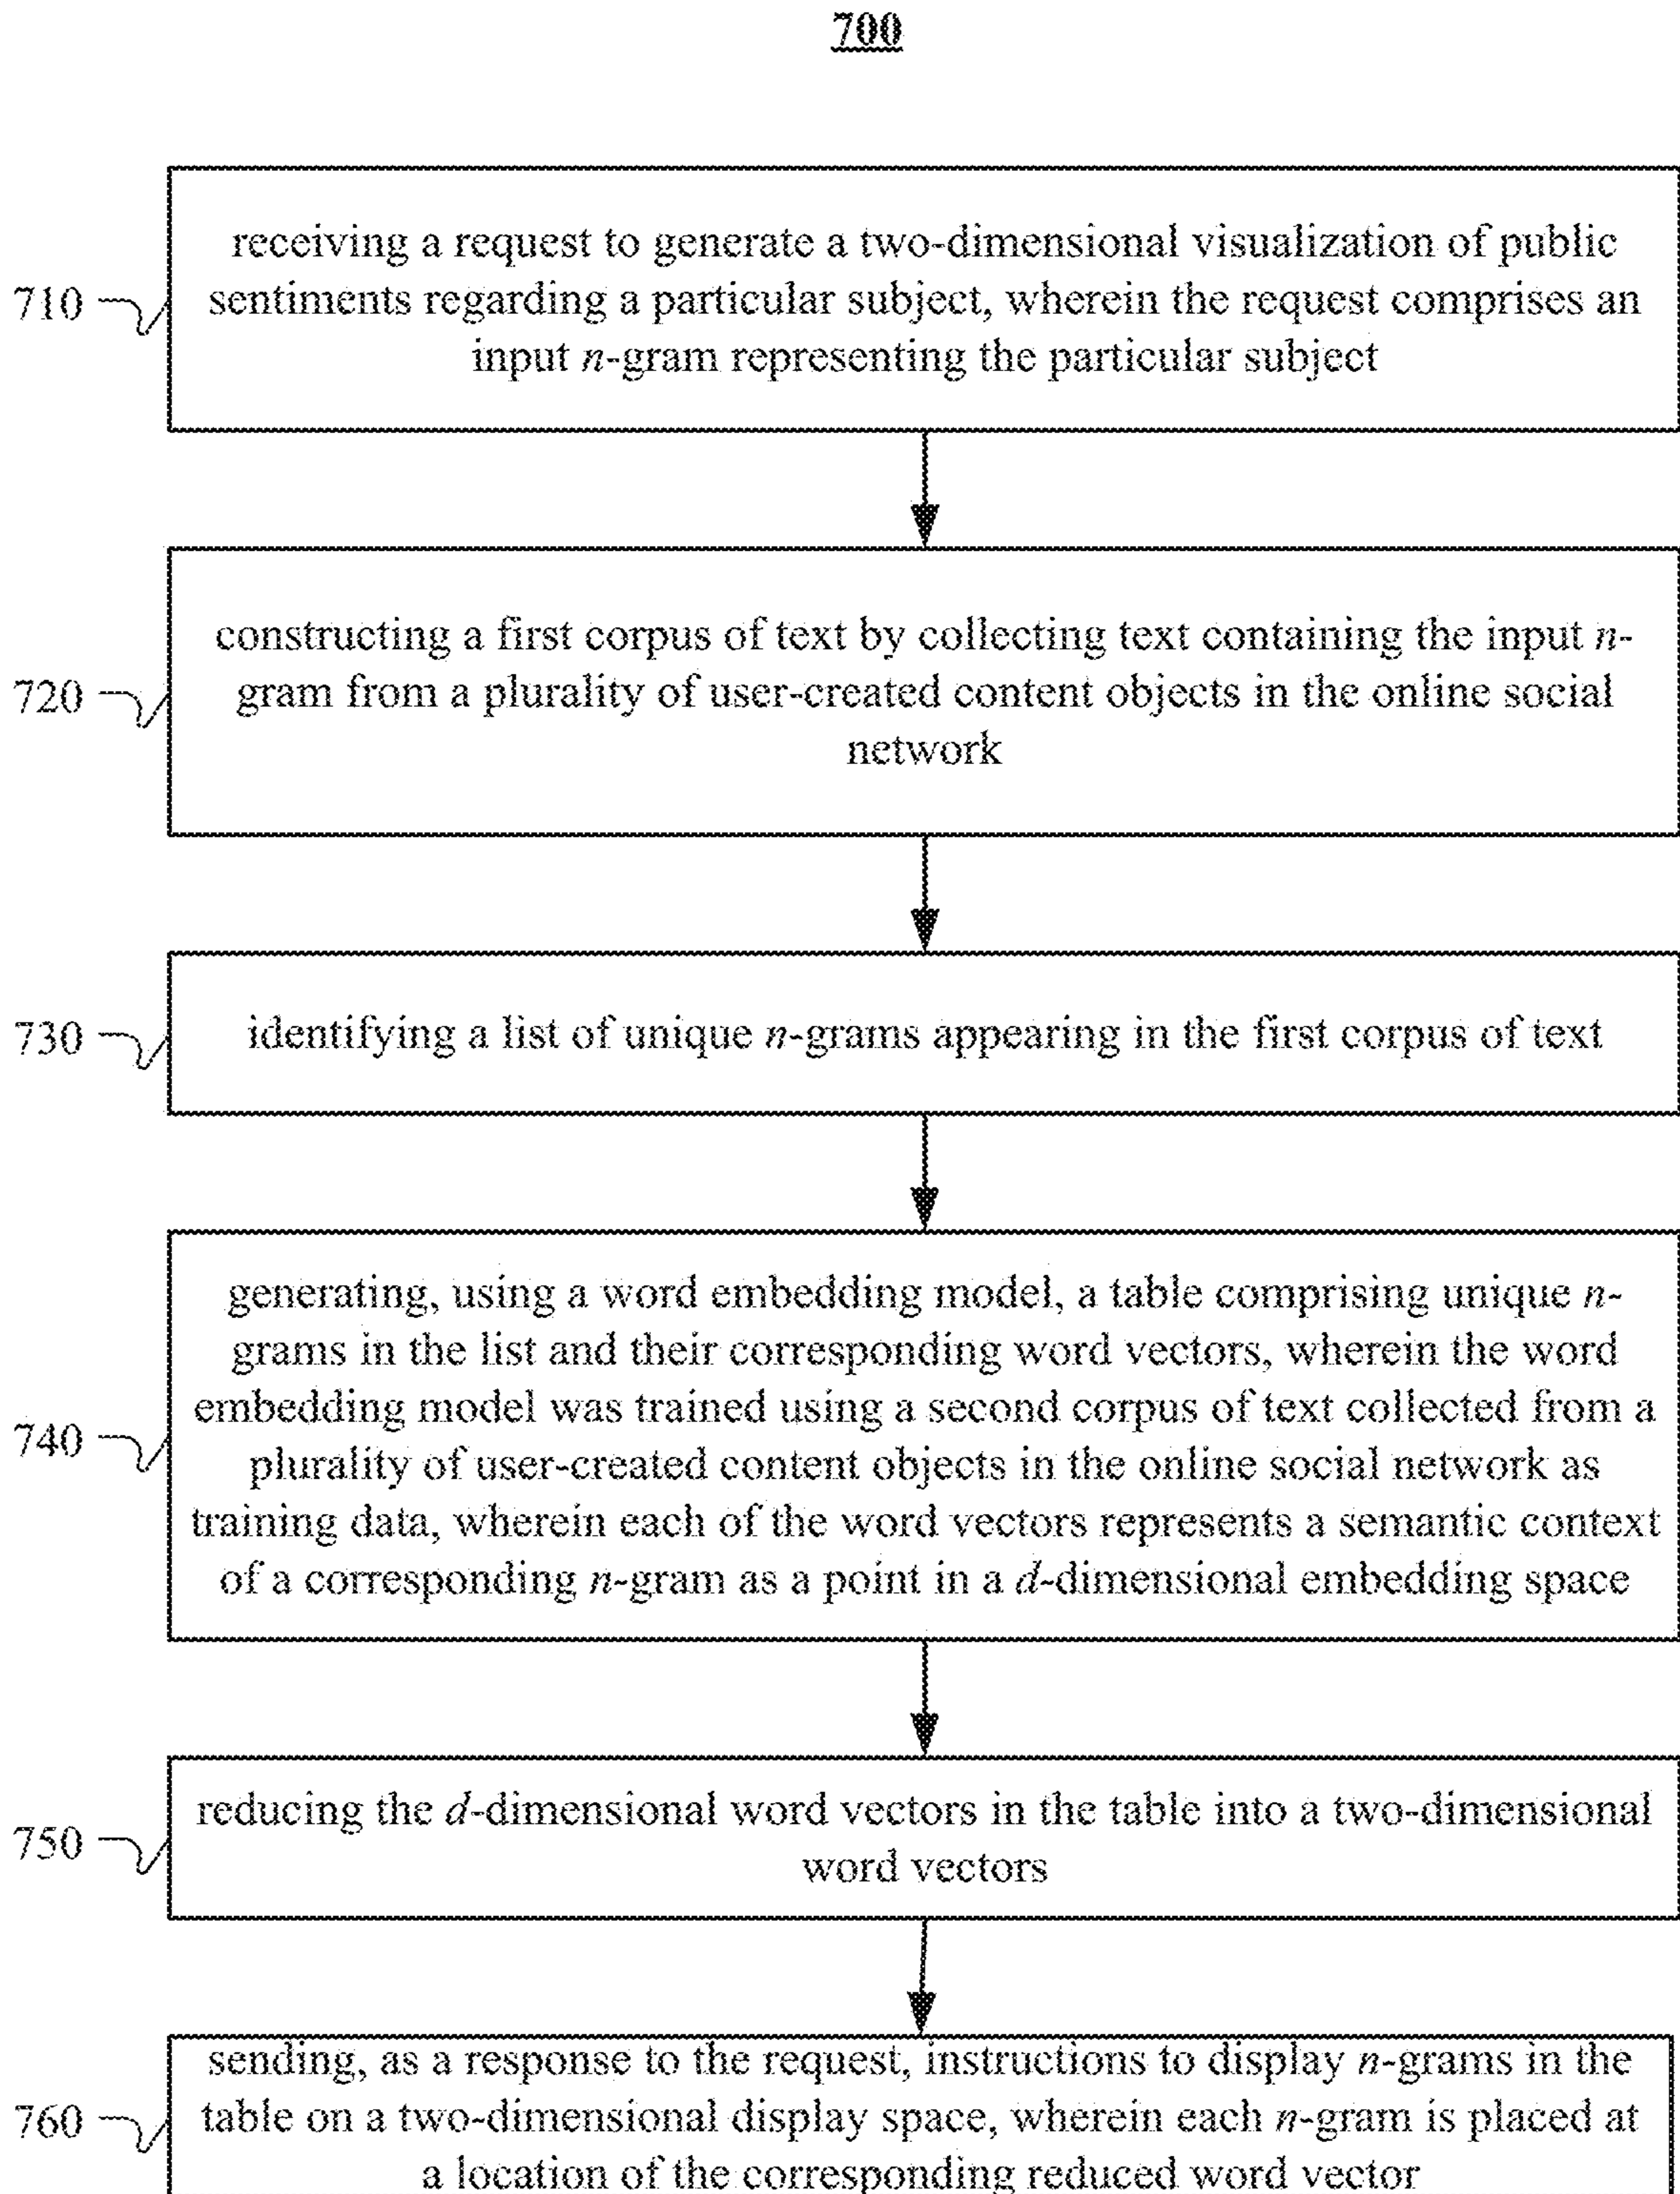 700
receiving a request to generate a two-dimensional visualization of public
710
sentiments regarding a particular subject, wherein the request comprises an
input n-gram representing the particular subject
constructing a first corpus of text by collecting text containing the input n-
720
gram from a plurality of user-created content objects in the online social
network
730
identifying a list of unique n-grams appearing in the first corpus of text
generating, using a word embedding model, a table comprising unique n-
grams in the list and their corresponding word vectors, wherein the word
embedding model was trained using a second corpus of text collected from a
740
plurality of user-created content objects in the online social network as
training data, wherein each of the word vectors represents a semantic context
of a corresponding n-gram as a point in a d-dimensional embedding space
750
reducing the d-dimensional word vectors in the table into a two-dimensional
word vectors
sending, as a response to the request, instructions to display n-grams in the
760
table on a two-dimensional display space, wherein each n-gram is placed at
a location of the corresponding reduced word vector